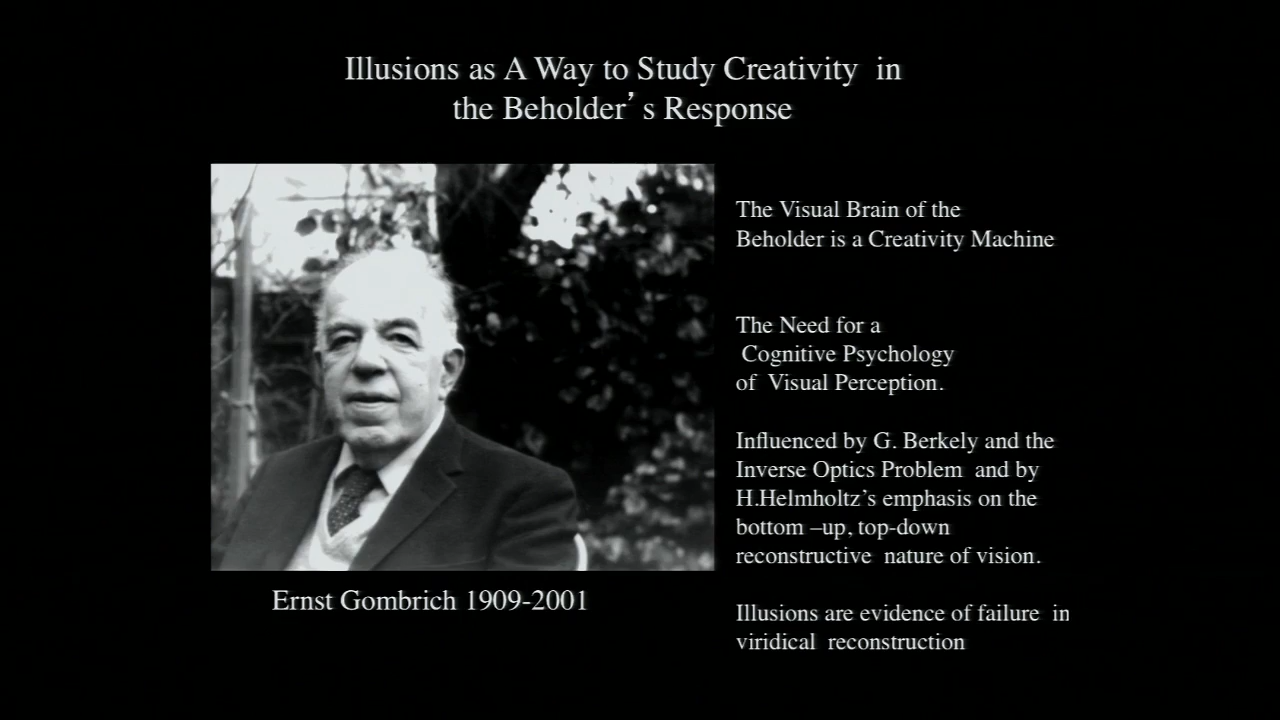 Illusions as A Way to Study Creativity in
the Beholder's Response
The Visual Brain of the
Beholder is a Creativity Machine
The Need for a
Cognitive Psychology
of Visual Perception.
Influenced by G. Berkely and the
Inverse Optics Problem and by
H.Helmholtz's emphasis on the
bottom –up, top-down
reconstructive nature of vision.
Illusions are evidence of failure in
viridical reconstruction
Ernst Gombrich 1909-2001